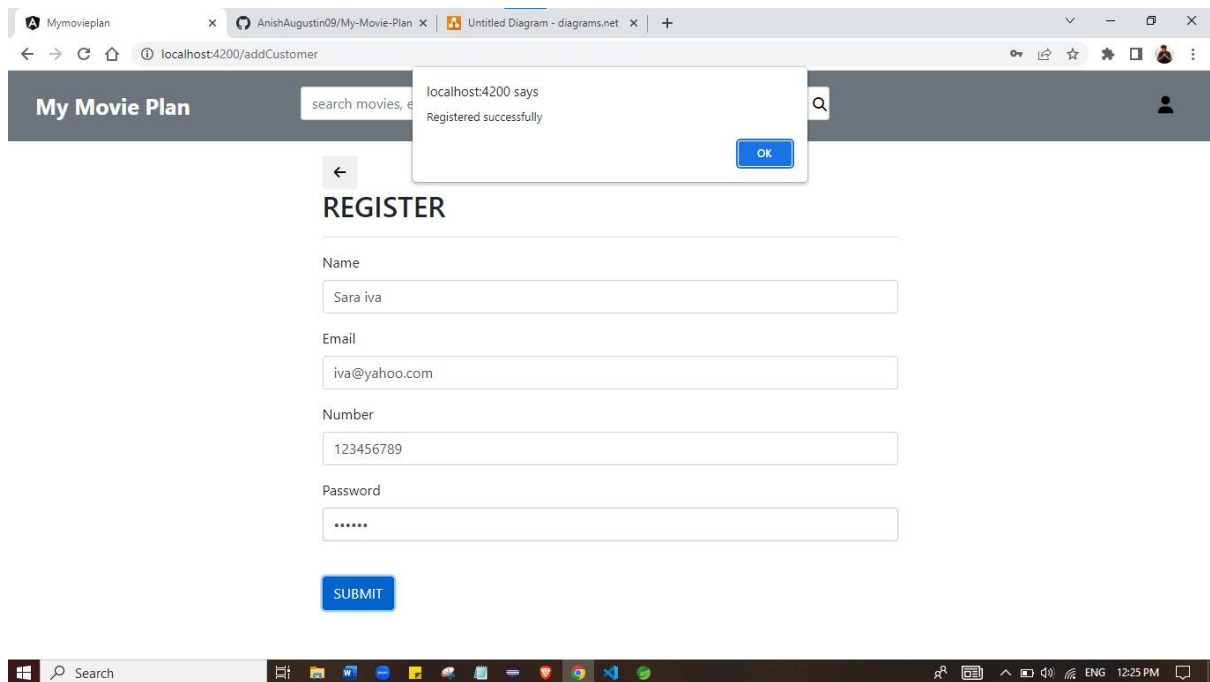 Mymovieplan
AnishAugustin09/My-Movie-Plan
Untitled Diagram - diagrams.net
localhost:4200/addCustomer
My Movie Plan
search movies, e
localhost:4200 says
Registered successfully
OK
REGISTER
Name
Sara iva
Email
iva@yahoo.com
Number
123456789
Password
••••••
SUBMIT
Search
ENG 12:25 PM